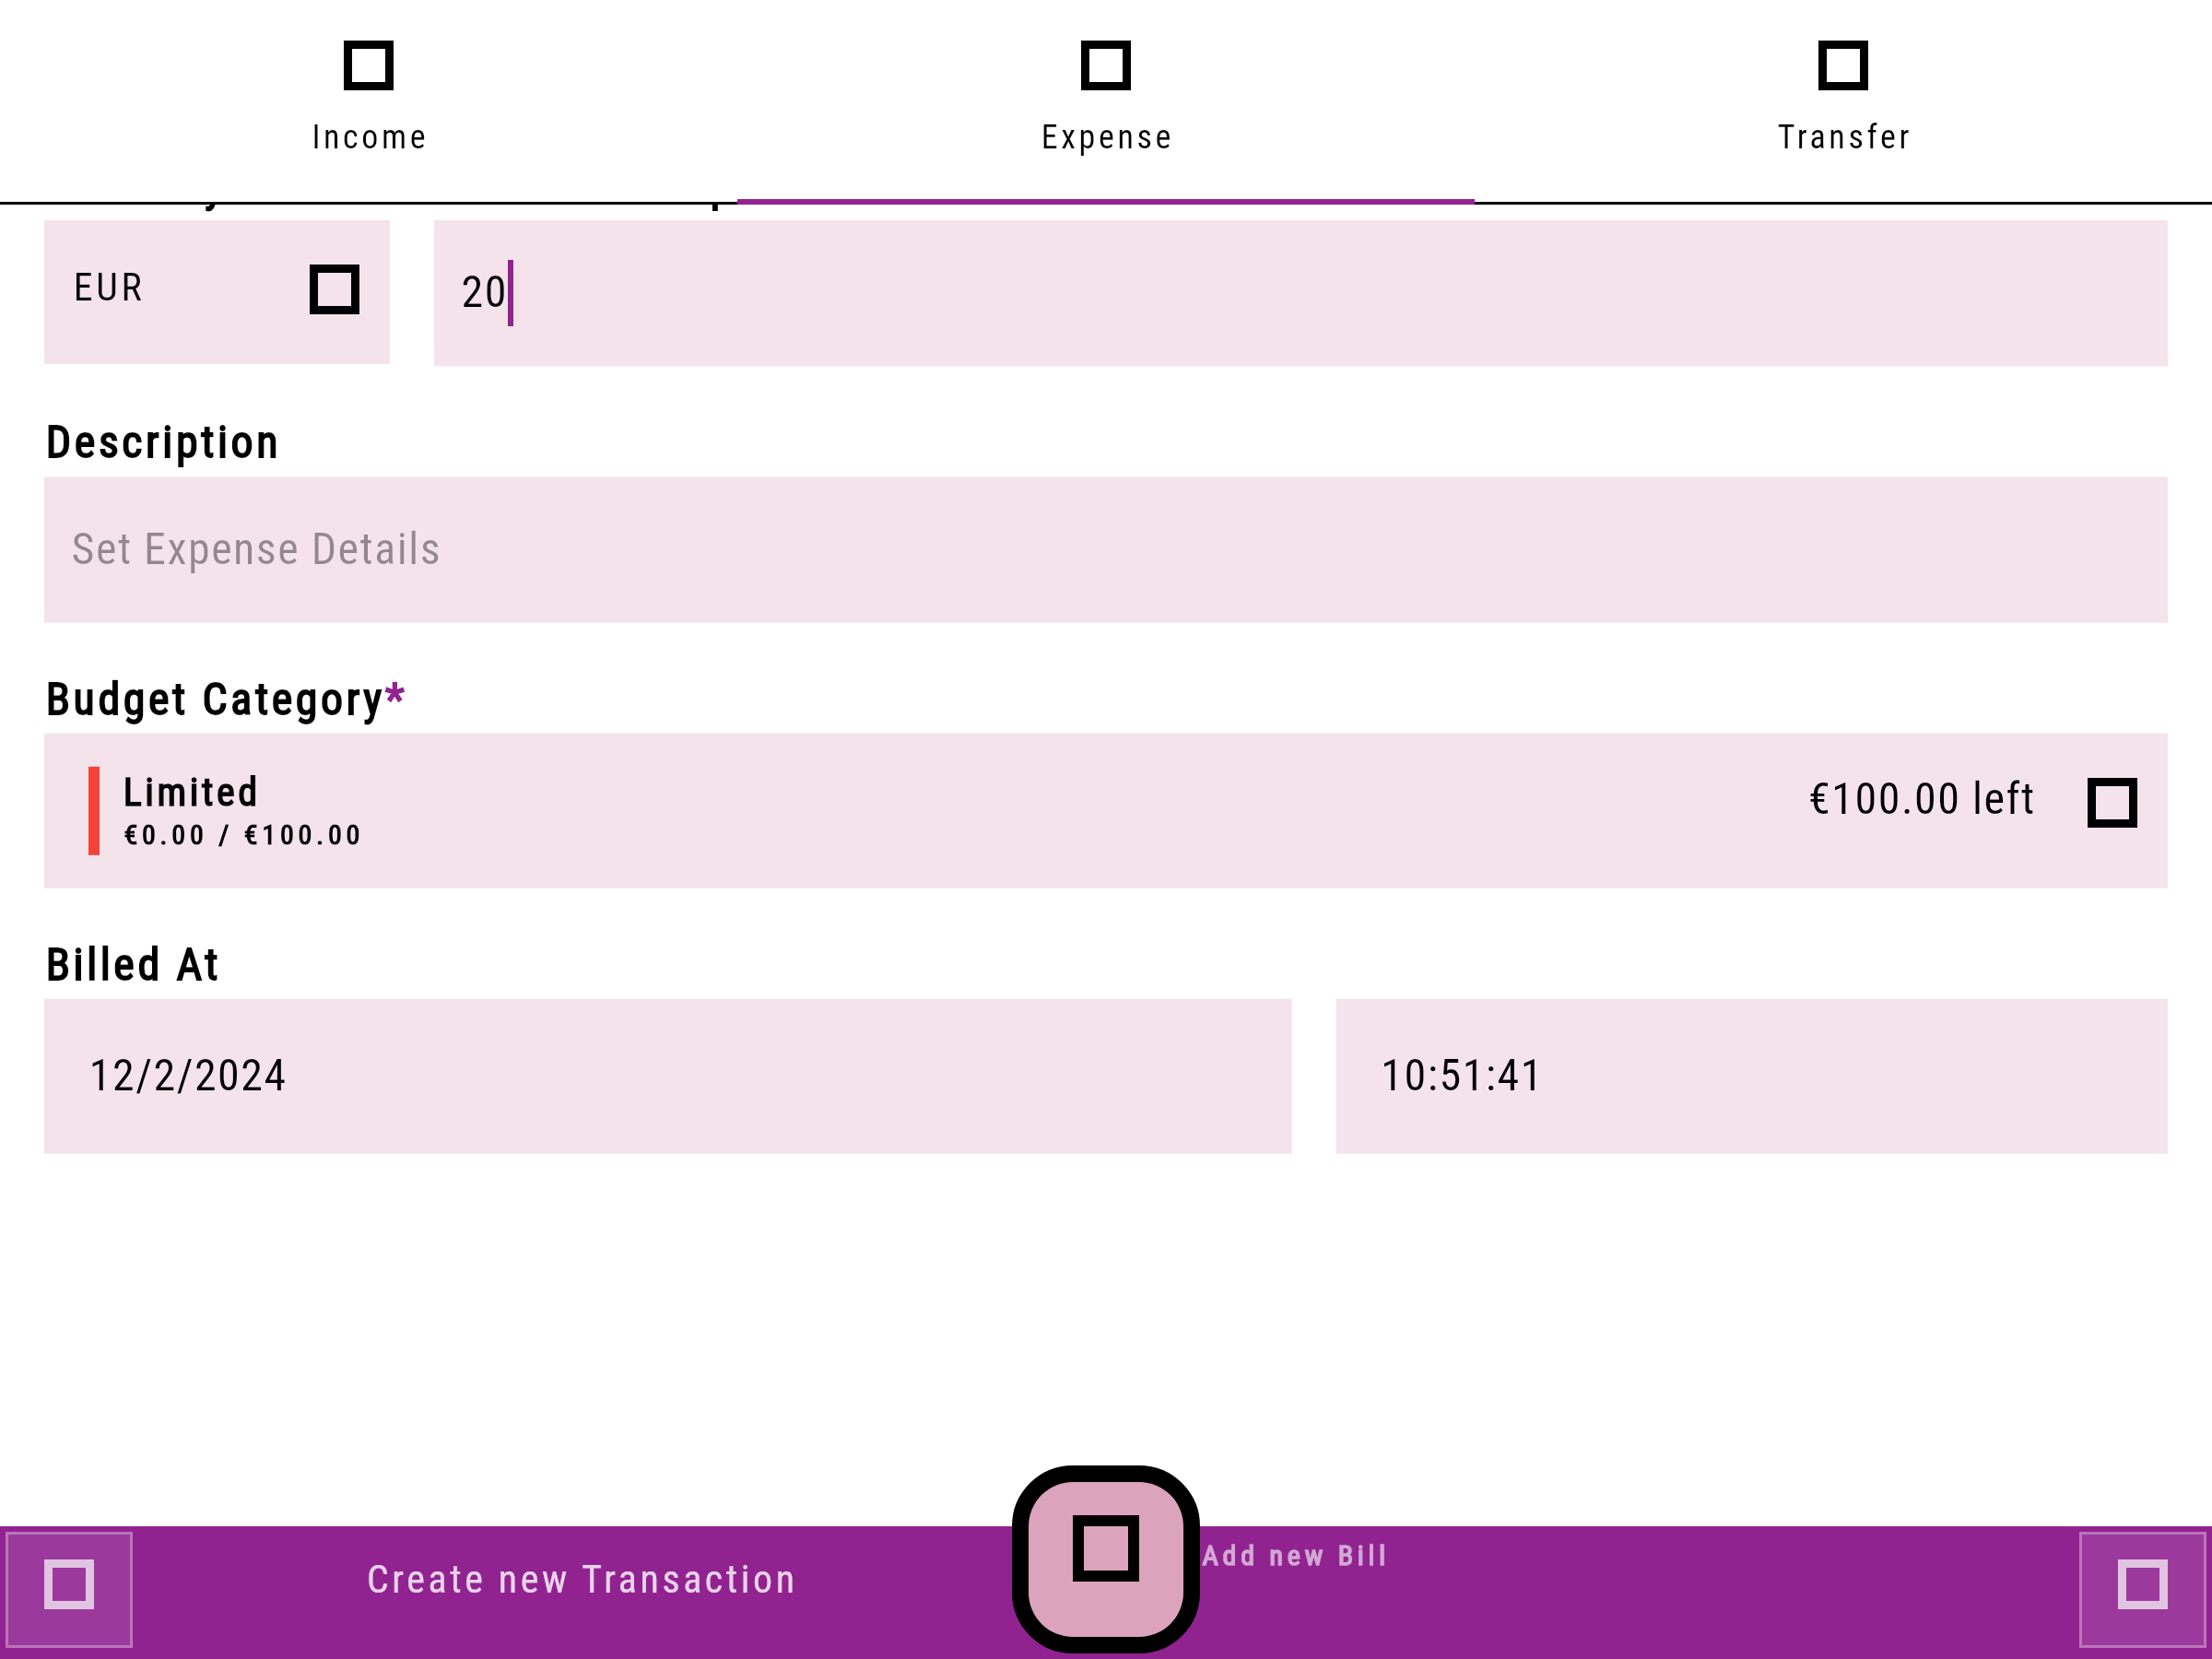 Income
Expense
Transfer
EUR
20
Description
Set Expense Details
Budget Category*
Limited
€0.00 / €100.00
€100.00 left
Billed At
12/2/2024
10:51:41
Create new Transaction
Add new Bill